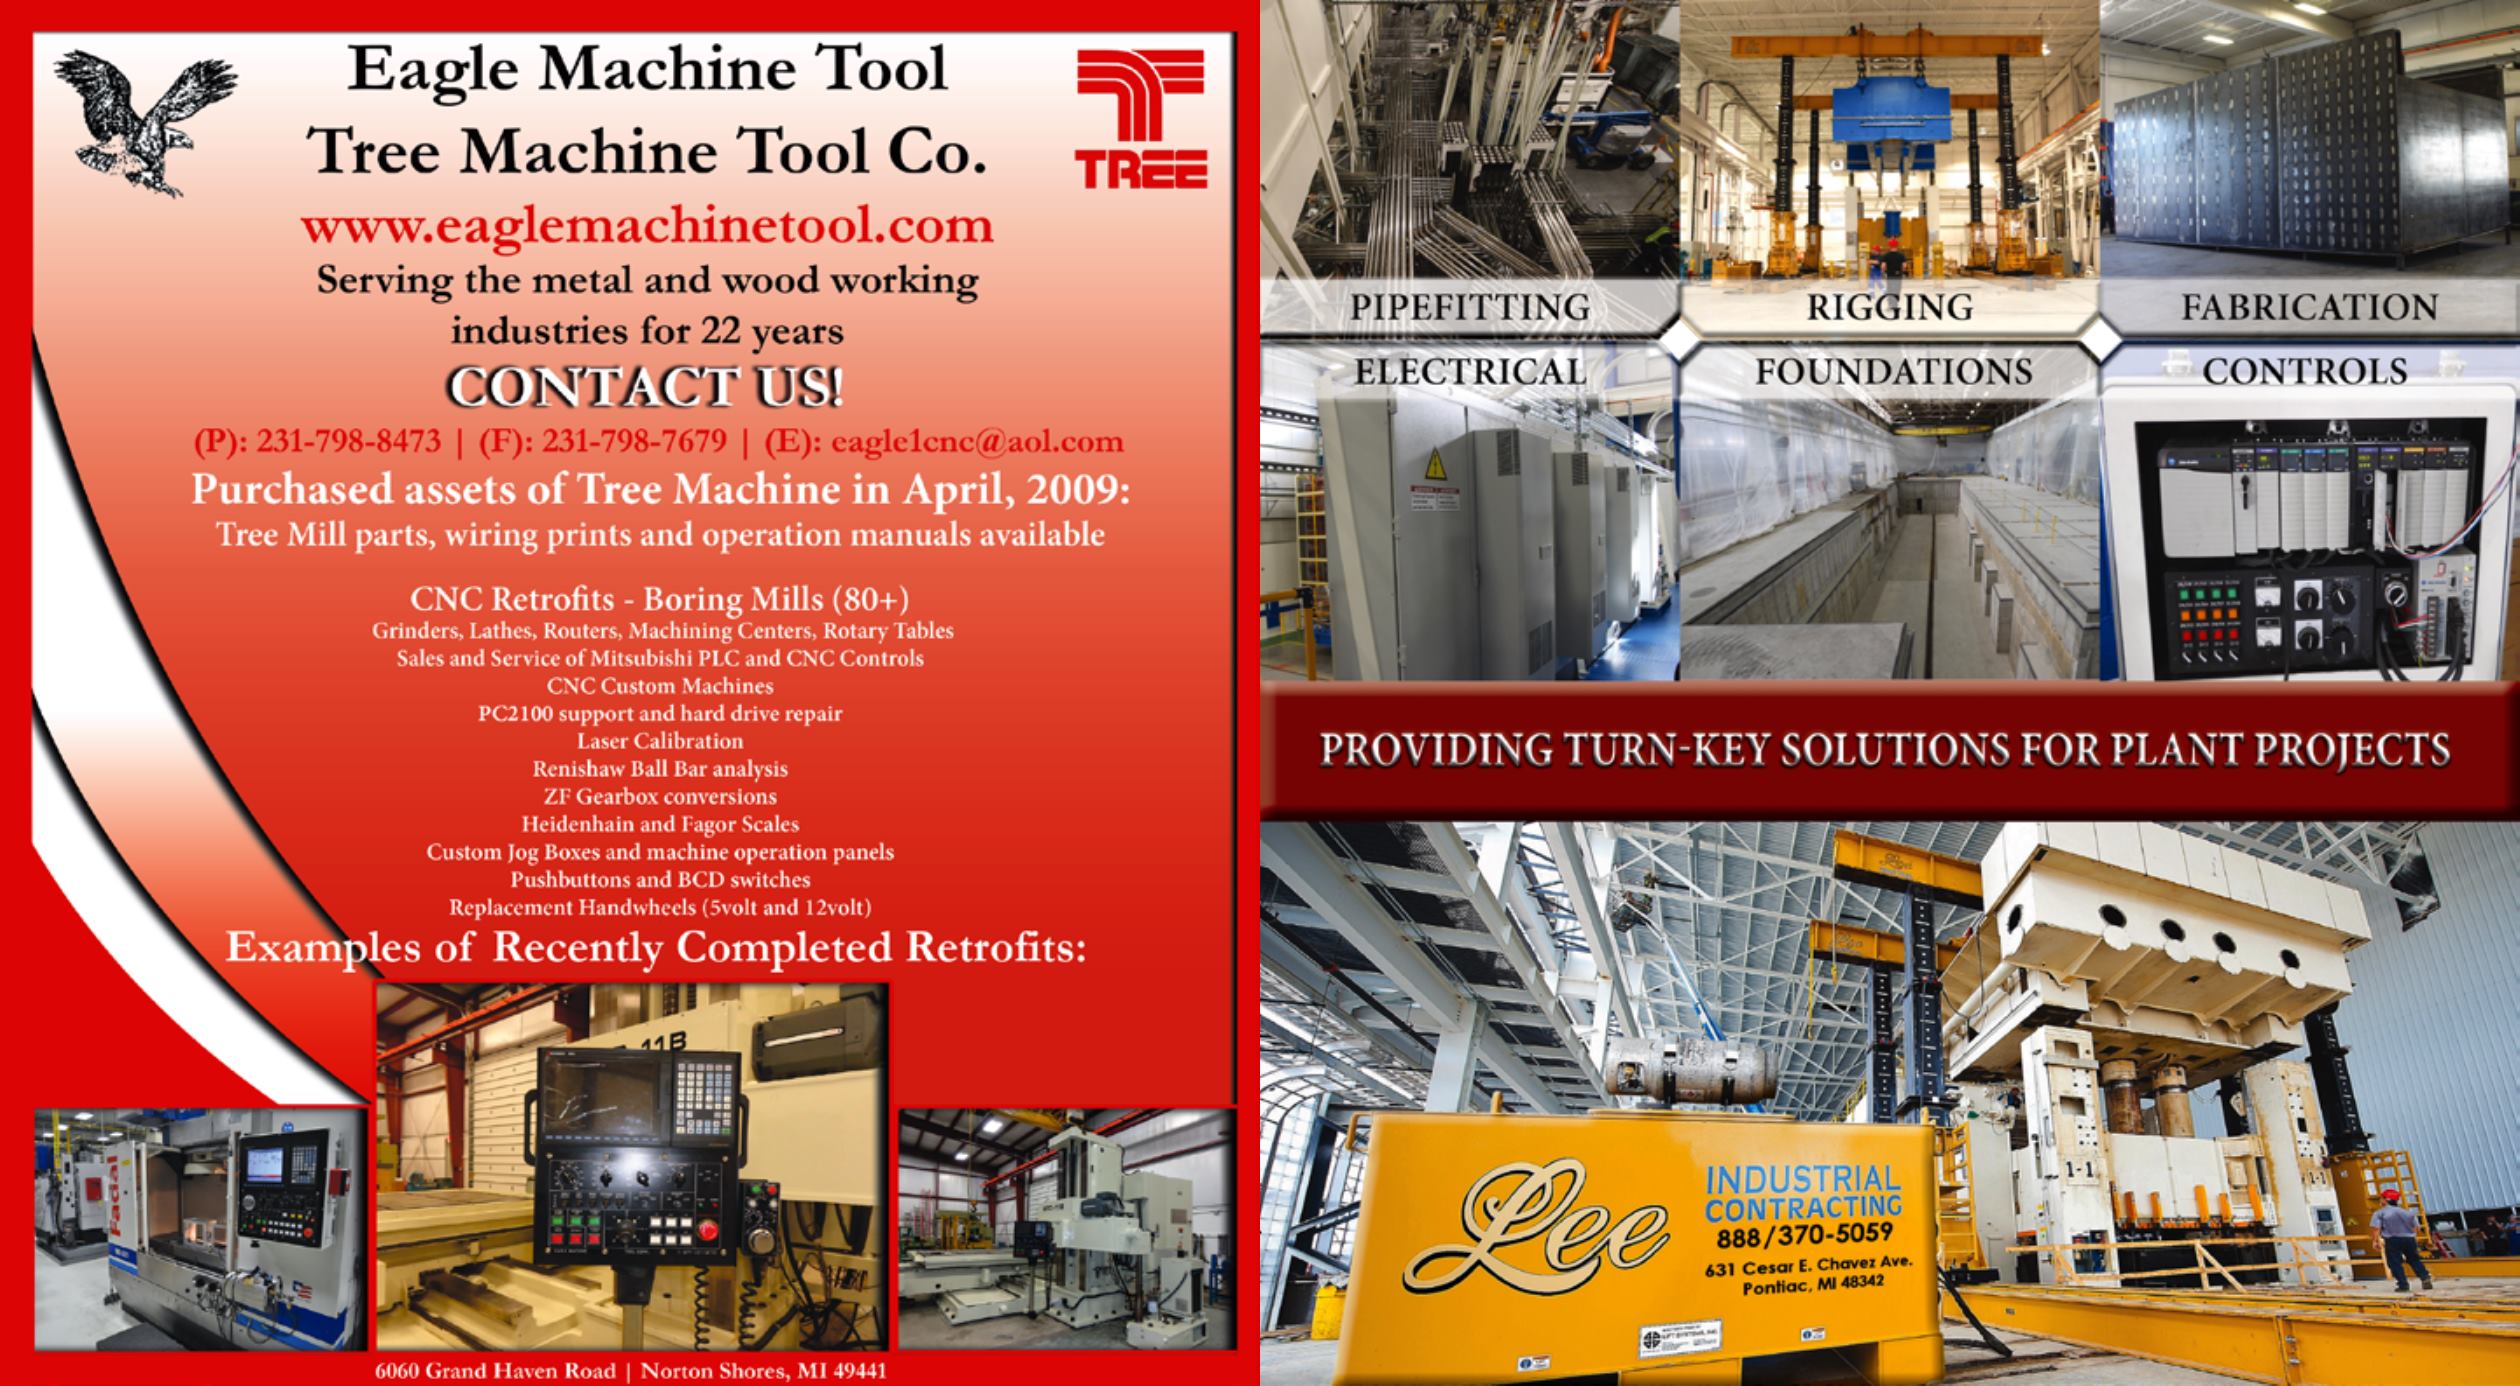 Eagle Machine Tool
Tree Machine Tool Co.
TREE
www.eaglemachinetool.com
Serving the metal and wood working
industries for 22 years
CONTACT US!
(P): 231-798-8473 | (F): 231-798-7679 | (E): eagle1cnc@aol.com
Purchased assets of Tree Machine in April, 2009:
Tree Mill parts, wiring prints and operation manuals available
CNC Retrofits - Boring Mills (80+)
Grinders, Lathes, Routers, Machining Centers, Rotary Tables
Sales and Service of Mitsubishi PLC and CNC Controls
CNC Custom Machines
PC2100 support and hard drive repair
Laser Calibration
Renishaw Ball Bar analysis
ZF Gearbox conversions
Heidenhain and Fagor Scales
Custom Jog Boxes and machine operation panels
Pushbuttons and BCD switches
Replacement Handwheels (5volt and 12volt)
Examples of Recently Completed Retrofits:
11B
Fadal
6060 Grand Haven Road | Norton Shores, MI 49441
PIPEFITTING
RIGGING
FABRICATION
ELECTRICAL
FOUNDATIONS
CONTROLS
PROVIDING TURN-KEY SOLUTIONS FOR PLANT PROJECTS
1-1
1-1
Lee
INDUSTRIAL
CONTRACTING
888/370-5059
631 Cesar E. Chavez Ave.
Pontiac, MI 48342
LIFT SYSTEMS, INC.